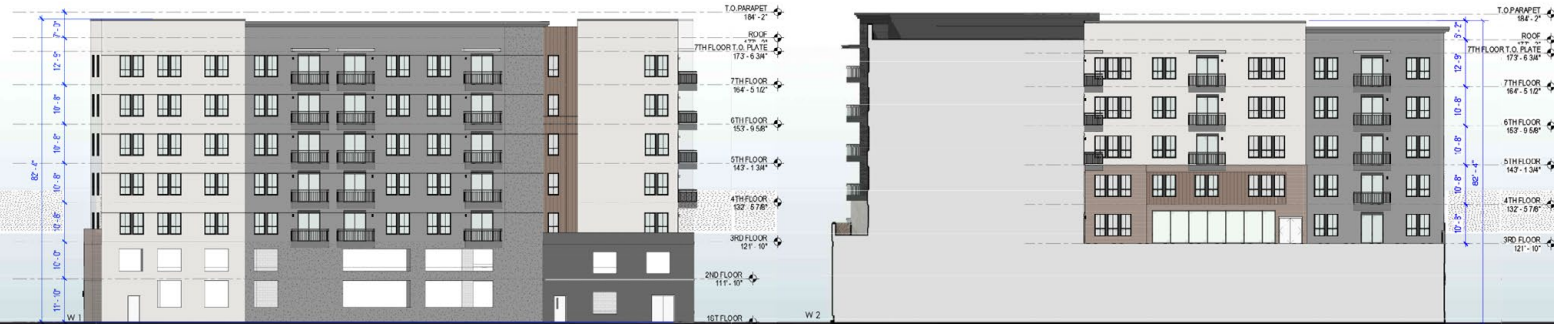 T.O.PARAPET
184' - 2"
ROOF
7TH FLOOR T.O. PLATE
173' - 6 3/4"
7TH FLOOR
164' - 5 1/2"
6TH FLOOR
153' - 9 5/8"
5TH FLOOR
143' - 1 3/4"
4TH FLOOR
132' - 5 7/8"
3RD FLOOR
121' - 10"
2ND FLOOR
111' - 10"
1ST FLOOR
12' - 9"
10' - 8"
10' - 8"
10' - 8"
10' - 8"
10' - 8"
10' - 0"
11' - 10"
82' - 4"
W 1
T.O.PARAPET
184' - 2"
ROOF
7TH FLOOR T.O. PLATE
173' - 6 3/4"
7TH FLOOR
164' - 5 1/2"
6TH FLOOR
153' - 9 5/8"
5TH FLOOR
143' - 1 3/4"
4TH FLOOR
132' - 5 7/8"
3RD FLOOR
121' - 10"
5' - 2"
12' - 9"
10' - 8"
10' - 8"
10' - 8"
10' - 8"
82' - 4"
W 2